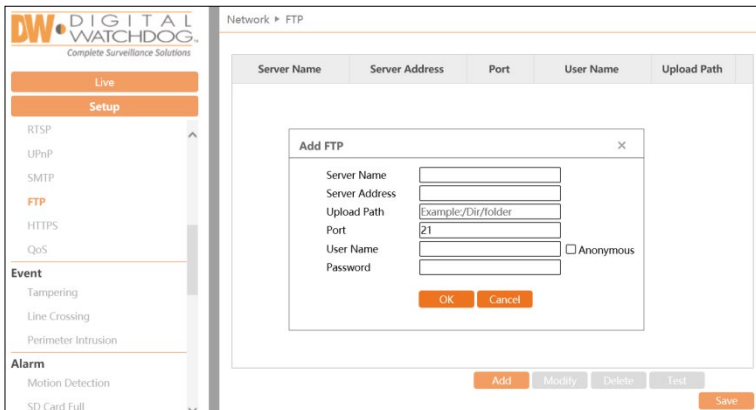 DW DIGITAL WATCHDOG
Complete Surveillance Solutions
Live
Setup
RTSP
UPnP
SMTP
FTP
HTTPS
QoS
Event
Tampering
Line Crossing
Perimeter Intrusion
Alarm
Motion Detection
SD Card Full
Network ▸ FTP
Server Name Server Address Port User Name Upload Path
Add FTP ×
Server Name
Server Address
Upload Path Example:/Dir/folder
Port 21
User Name Anonymous
Password
OK Cancel
Add Modify Delete Test
Save